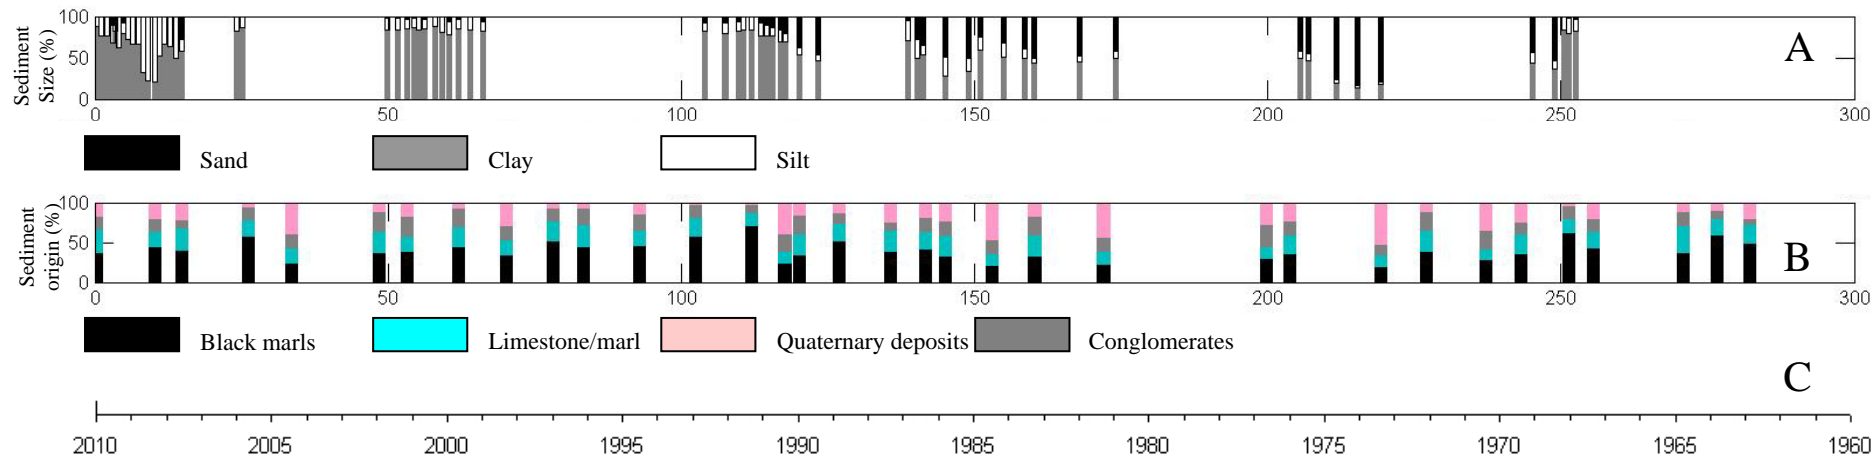 Sediment
Size (%)
100
50
0
0 50 100 150 200 250 300
A
Sand Clay Silt
Sediment
origin (%)
100
50
0
0 50 100 150 200 250 300
B
Black marls Limestone/marl Quaternary deposits Conglomerates
C
2010 2005 2000 1995 1990 1985 1980 1975 1970 1965 1960